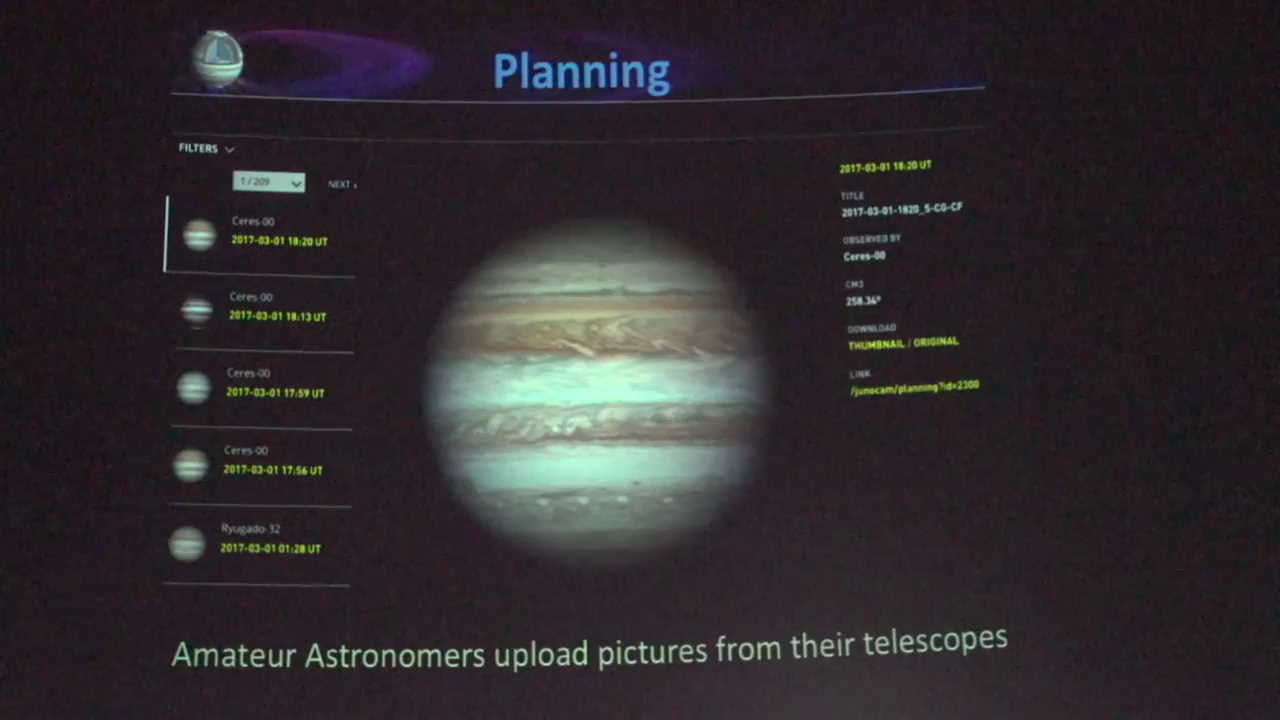 Planning
FILTERS
1 / 209
NEXT
Ceres-00
2017-03-01 18:20 UT
Ceres-00
2017-03-01 18:13 UT
Ceres-00
2017-03-01 17:59 UT
Ceres-00
2017-03-01 17:56 UT
Ryugado-32
2017-03-01 01:28 UT
2017-03-01 18:20 UT
TITLE
2017-03-01-1820_5-CG-CF
OBSERVED BY
Ceres-00
CM3
258.34°
DOWNLOAD
THUMBNAIL / ORIGINAL
LINK
/junocam/planning?id=2308
Amateur Astronomers upload pictures from their telescopes